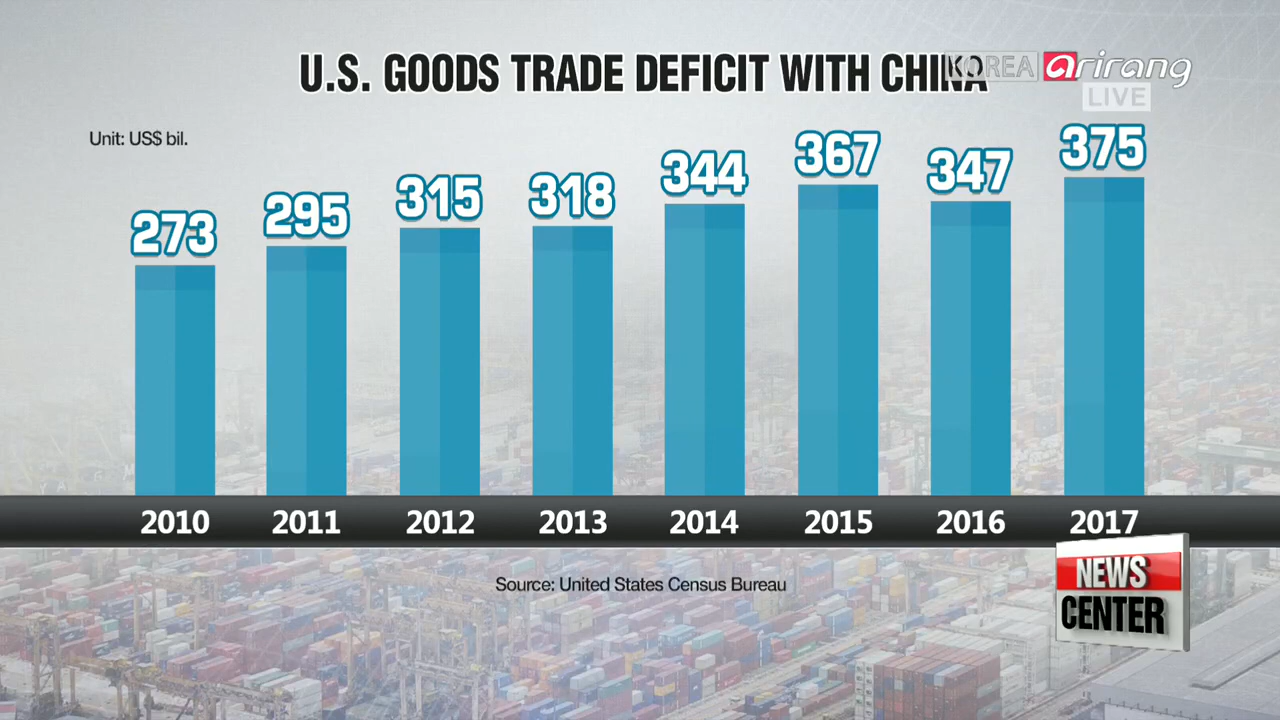 U.S. GOODS TRADE DEFICIT WITH CHINA
KOREA arirang
LIVE
Unit: US$ bil.
273
295
315
318
344
367
347
375
2010
2011
2012
2013
2014
2015
2016
2017
Source: United States Census Bureau
NEWS
CENTER